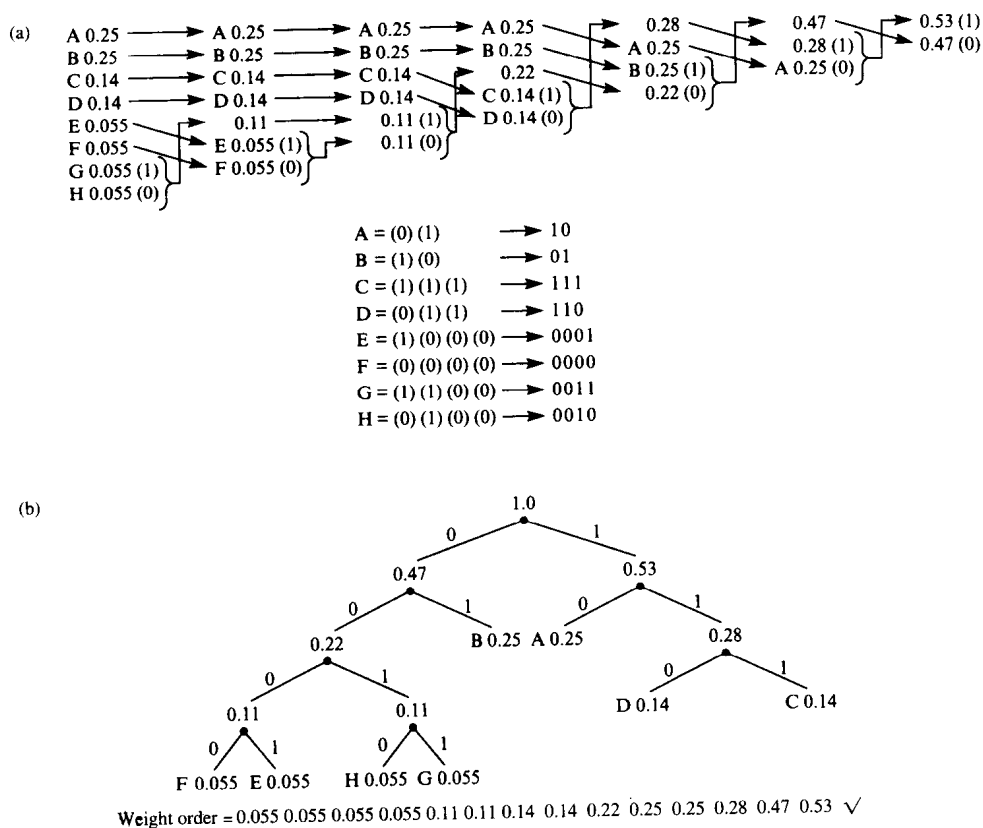 (a)
A 0.25 A 0.25 A 0.25 A 0.25 0.28 0.47 0.53 (1)
B 0.25 B 0.25 B 0.25 B 0.25 A 0.25 0.28 (1) 0.47 (0)
C 0.14 C 0.14 C 0.14 0.22 B 0.25 (1) A 0.25 (0)
D 0.14 D 0.14 D 0.14 C 0.14 (1) 0.22 (0)
E 0.055 0.11 0.11 (1) D 0.14 (0)
F 0.055 E 0.055 (1) 0.11 (0)
G 0.055 (1) F 0.055 (0)
H 0.055 (0)
A = (0) (1) 10
B = (1) (0) 01
C = (1) (1) (1) 111
D = (0) (1) (1) 110
E = (1) (0) (0) (0) 0001
F = (0) (0) (0) (0) 0000
G = (1) (1) (0) (0) 0011
H = (0) (1) (0) (0) 0010
(b)
1.0
0 1
0.47 0.53
0 1 0 1
0.22 B 0.25 A 0.25 0.28
0 1 0 1
0.11 0.11 D 0.14 C 0.14
0 1 0 1
F 0.055 E 0.055 H 0.055 G 0.055
Weight order = 0.055 0.055 0.055 0.055 0.11 0.11 0.14 0.14 0.22 0.25 0.25 0.28 0.47 0.53 √